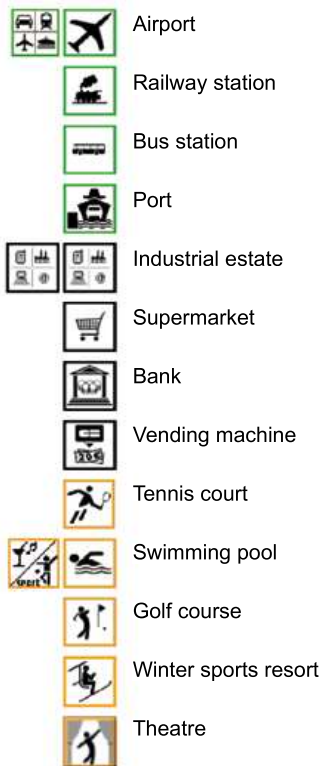 Airport
Railway station
Bus station
Port
Industrial estate
Supermarket
Bank
Vending machine
Tennis court
Swimming pool
sport
Golf course
Winter sports resort
Theatre